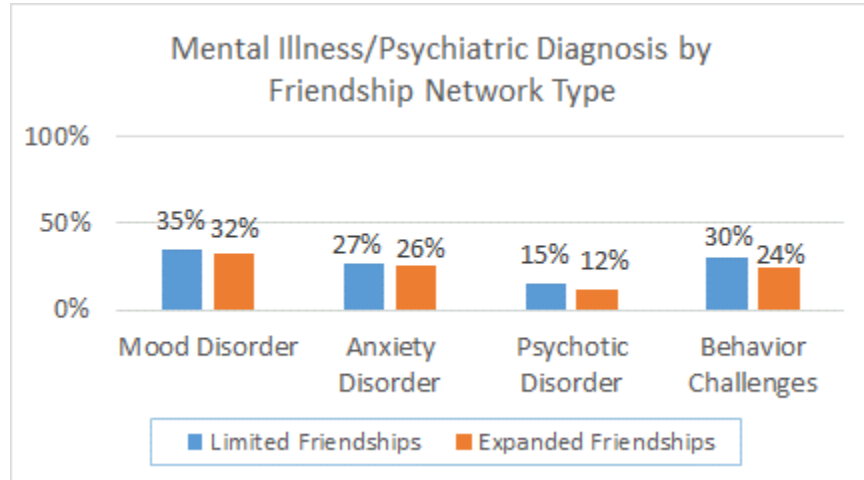 Mental Illness/Psychiatric Diagnosis by
Friendship Network Type
100%
50%
0%
35%
32%
27%
26%
15%
12%
30%
24%
Mood Disorder
Anxiety
Disorder
Psychotic
Disorder
Behavior
Challenges
Limited Friendships
Expanded Friendships